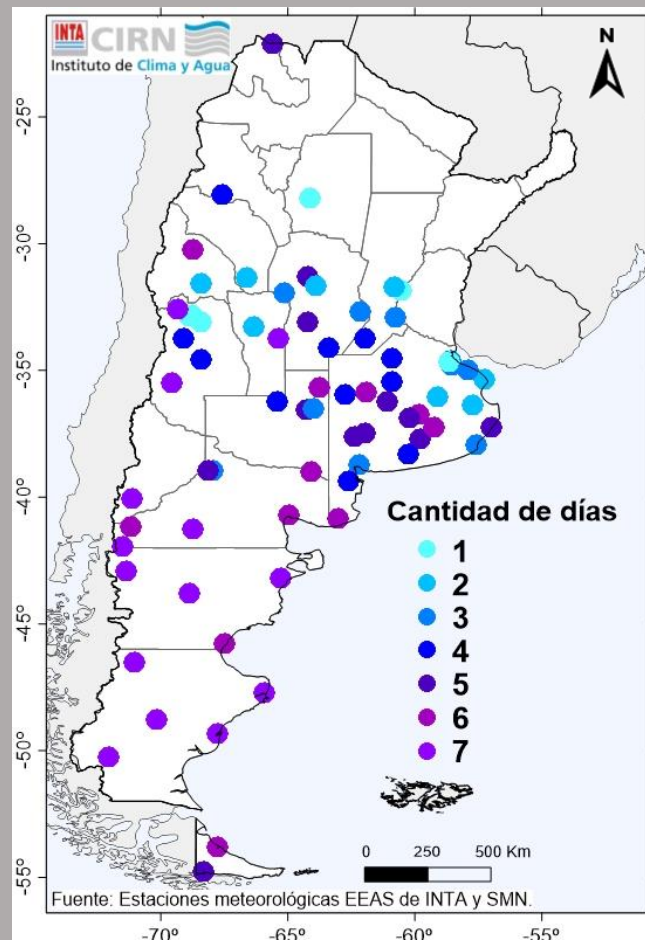 INTA CIRN
Instituto de Clima y Agua
N
-25°
-30°
-35°
-40°
-45°
-50°
-55°
Cantidad de días
1
2
3
4
5
6
7
0 250 500 Km
Fuente: Estaciones meteorológicas EEAS de INTA y SMN.
-70° -65° -60° -55°